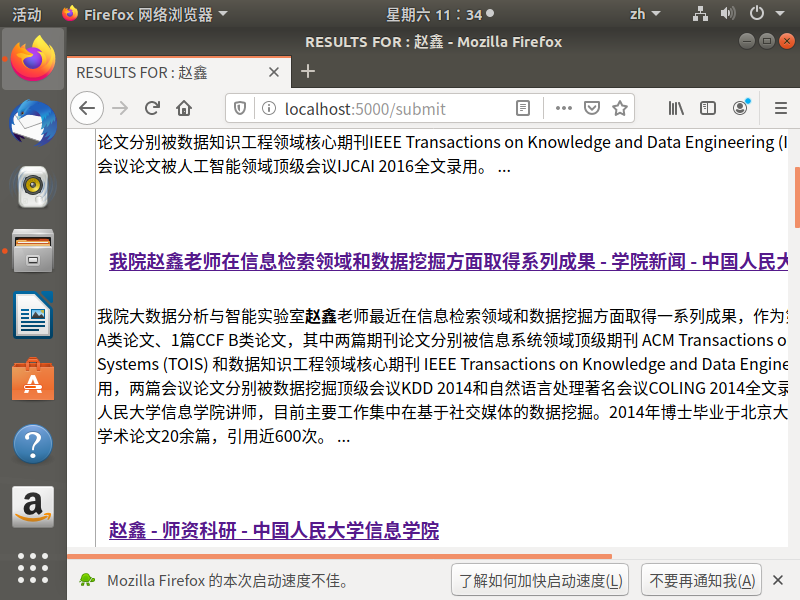 活动 Firefox 网络浏览器 星期六 11：34 zh
RESULTS FOR : 赵鑫 - Mozilla Firefox
RESULTS FOR : 赵鑫
localhost:5000/submit
论文分别被数据知识工程领域核心期刊IEEE Transactions on Knowledge and Data Engineering (I
会议论文被人工智能领域顶级会议IJCAI 2016全文录用。 ...
我院赵鑫老师在信息检索领域和数据挖掘方面取得系列成果 - 学院新闻 - 中国人民大
我院大数据分析与智能实验室赵鑫老师最近在信息检索领域和数据挖掘方面取得一系列成果，作为
A类论文、1篇CCF B类论文，其中两篇期刊论文分别被信息系统领域顶级期刊 ACM Transactions o
Systems (TOIS) 和数据知识工程领域核心期刊 IEEE Transactions on Knowledge and Data Engine
用，两篇会议论文分别被数据挖掘顶级会议KDD 2014和自然语言处理著名会议COLING 2014全文录
人民大学信息学院讲师，目前主要工作集中在基于社交媒体的数据挖掘。2014年博士毕业于北京大
学术论文20余篇，引用近600次。 ...
赵鑫 - 师资科研 - 中国人民大学信息学院
Mozilla Firefox 的本次启动速度不佳。 了解如何加快启动速度(L) 不要再通知我(A)